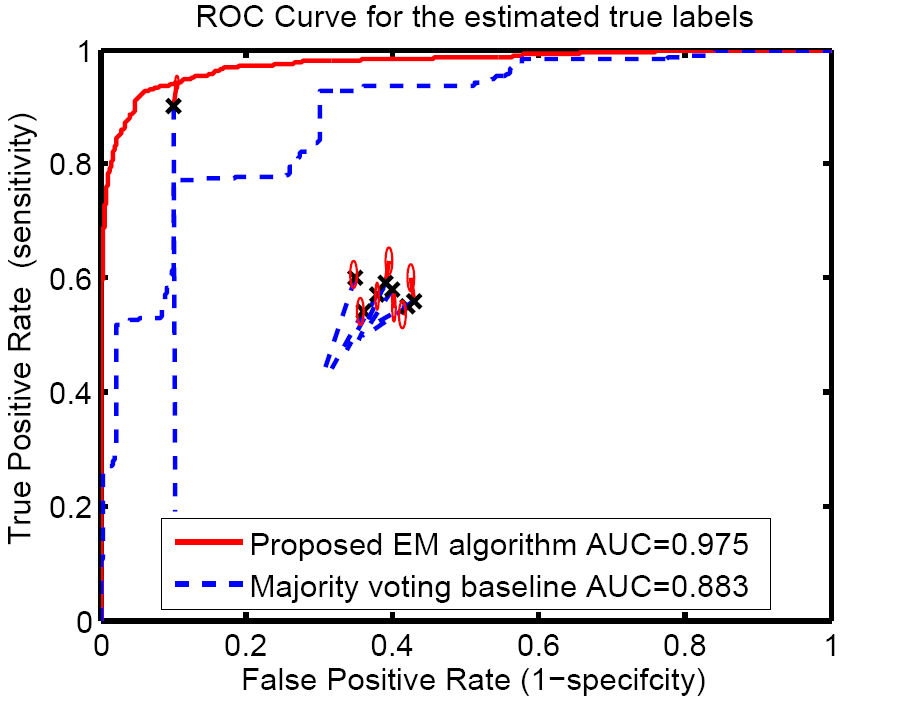 ROC Curve for the estimated true labels
True Positive Rate (sensitivity)
1
0.8
0.6
0.4
0.2
0
Proposed EM algorithm AUC=0.975
Majority voting baseline AUC=0.883
0 0.2 0.4 0.6 0.8 1
False Positive Rate (1−specifcity)